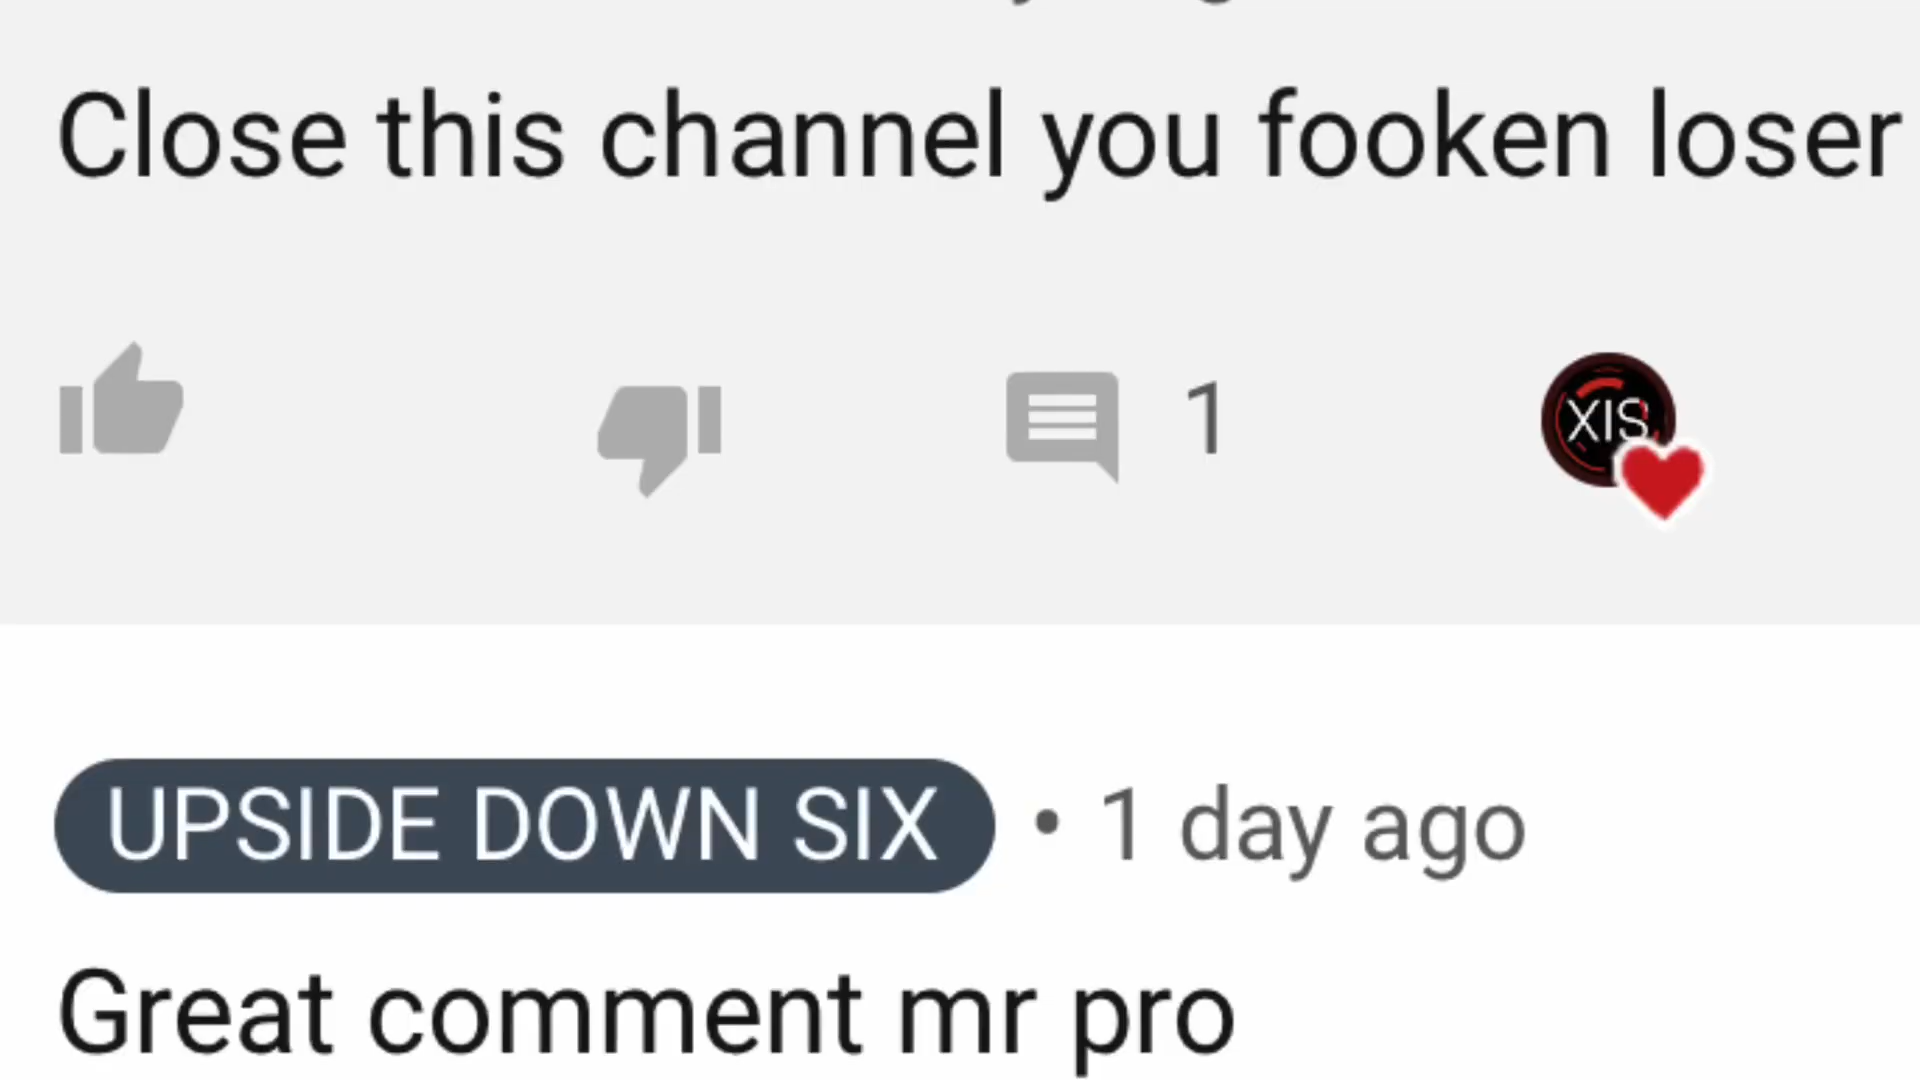 Close this channel you fooken loser
1
XIS
UPSIDE DOWN SIX • 1 day ago
Great comment mr pro